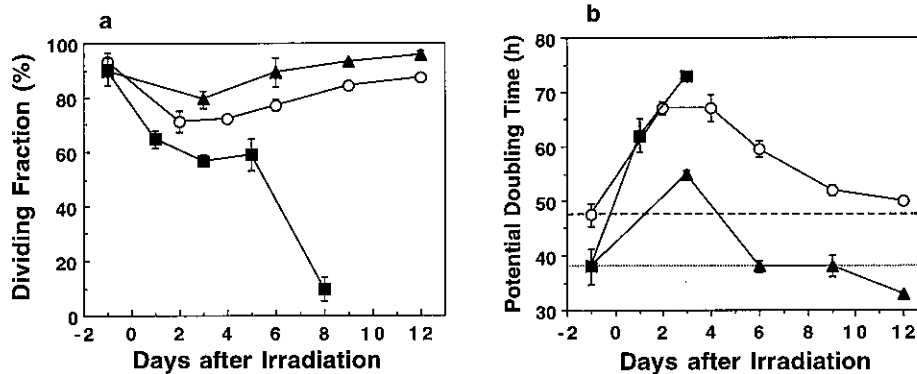 a
Dividing Fraction (%)
100
80
60
40
20
0
-2 0 2 4 6 8 10 12
Days after Irradiation
b
Potential Doubling Time (h)
80
70
60
50
40
30
-2 0 2 4 6 8 10 12
Days after Irradiation